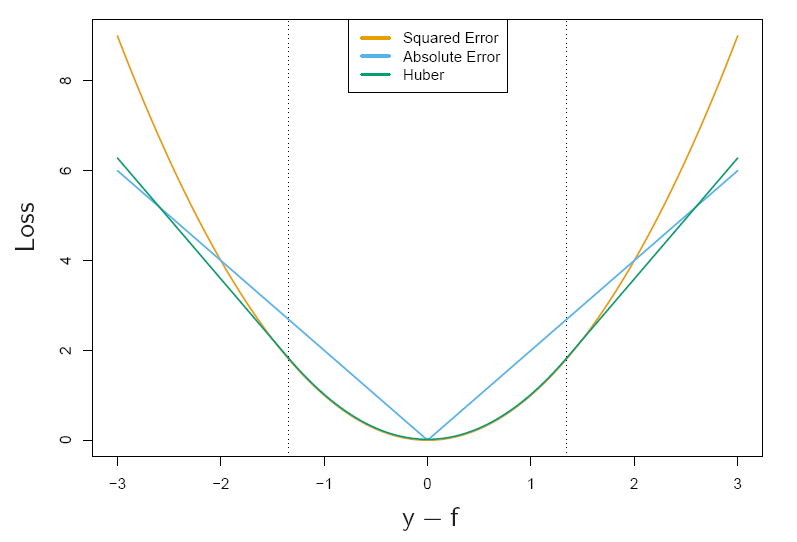 Squared Error
Absolute Error
Huber
8
6
4
2
0
Loss
−3 −2 −1 0 1 2 3
y − f